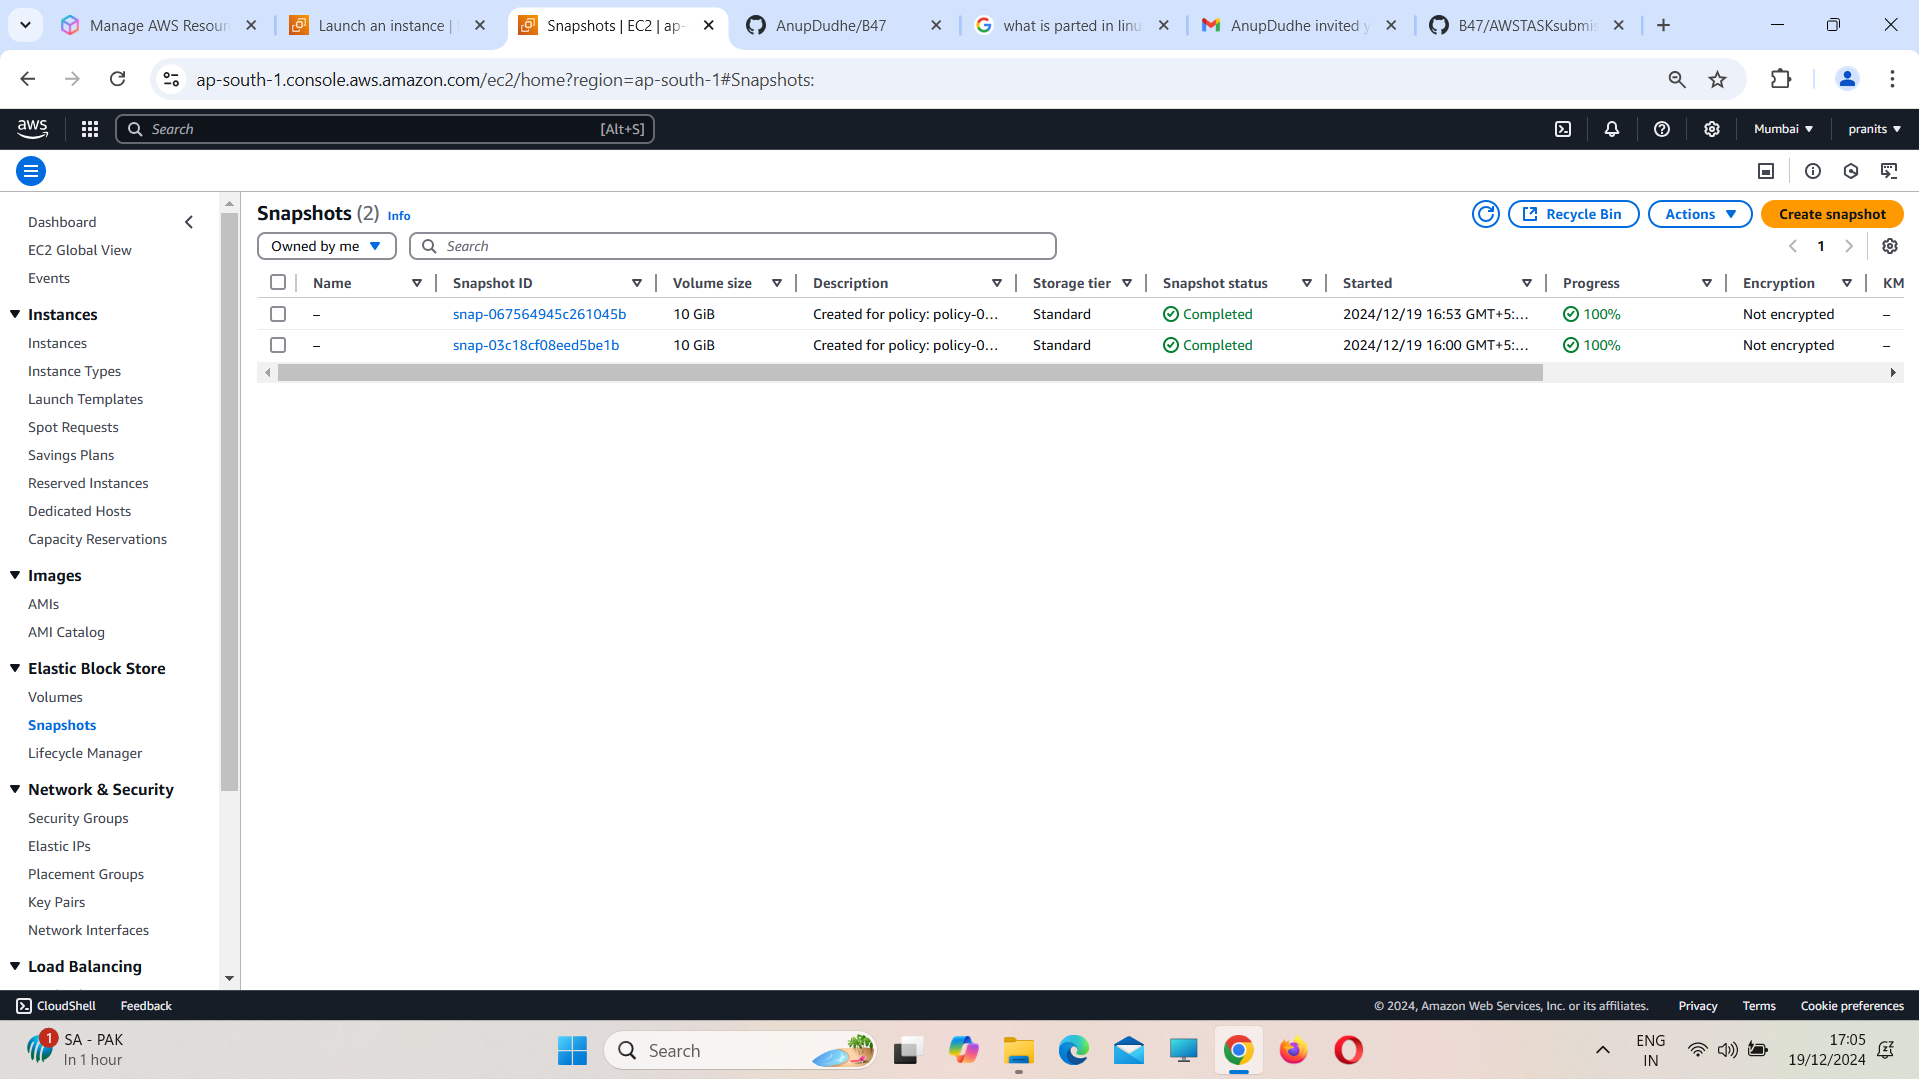 Manage AWS Resour
Launch an instance |
Snapshots | EC2 | ap-
AnupDudhe/B47
what is parted in linu
AnupDudhe invited y
B47/AWSTASKsubmis
ap-south-1.console.aws.amazon.com/ec2/home?region=ap-south-1#Snapshots:
aws
Search
[Alt+S]
Mumbai
pranits
Dashboard
EC2 Global View
Events
Instances
Instances
Instance Types
Launch Templates
Spot Requests
Savings Plans
Reserved Instances
Dedicated Hosts
Capacity Reservations
Images
AMIs
AMI Catalog
Elastic Block Store
Volumes
Snapshots
Lifecycle Manager
Network & Security
Security Groups
Elastic IPs
Placement Groups
Key Pairs
Network Interfaces
Load Balancing
Snapshots (2) Info
Recycle Bin
Actions
Create snapshot
Owned by me
Search
1
Name Snapshot ID Volume size Description Storage tier Snapshot status Started Progress Encryption KM
– snap-067564945c261045b 10 GiB Created for policy: policy-0... Standard Completed 2024/12/19 16:53 GMT+5:... 100% Not encrypted –
– snap-03c18cf08eed5be1b 10 GiB Created for policy: policy-0... Standard Completed 2024/12/19 16:00 GMT+5:... 100% Not encrypted –
CloudShell Feedback
© 2024, Amazon Web Services, Inc. or its affiliates. Privacy Terms Cookie preferences
1
SA - PAK
In 1 hour
Search
ENG
IN
17:05
19/12/2024